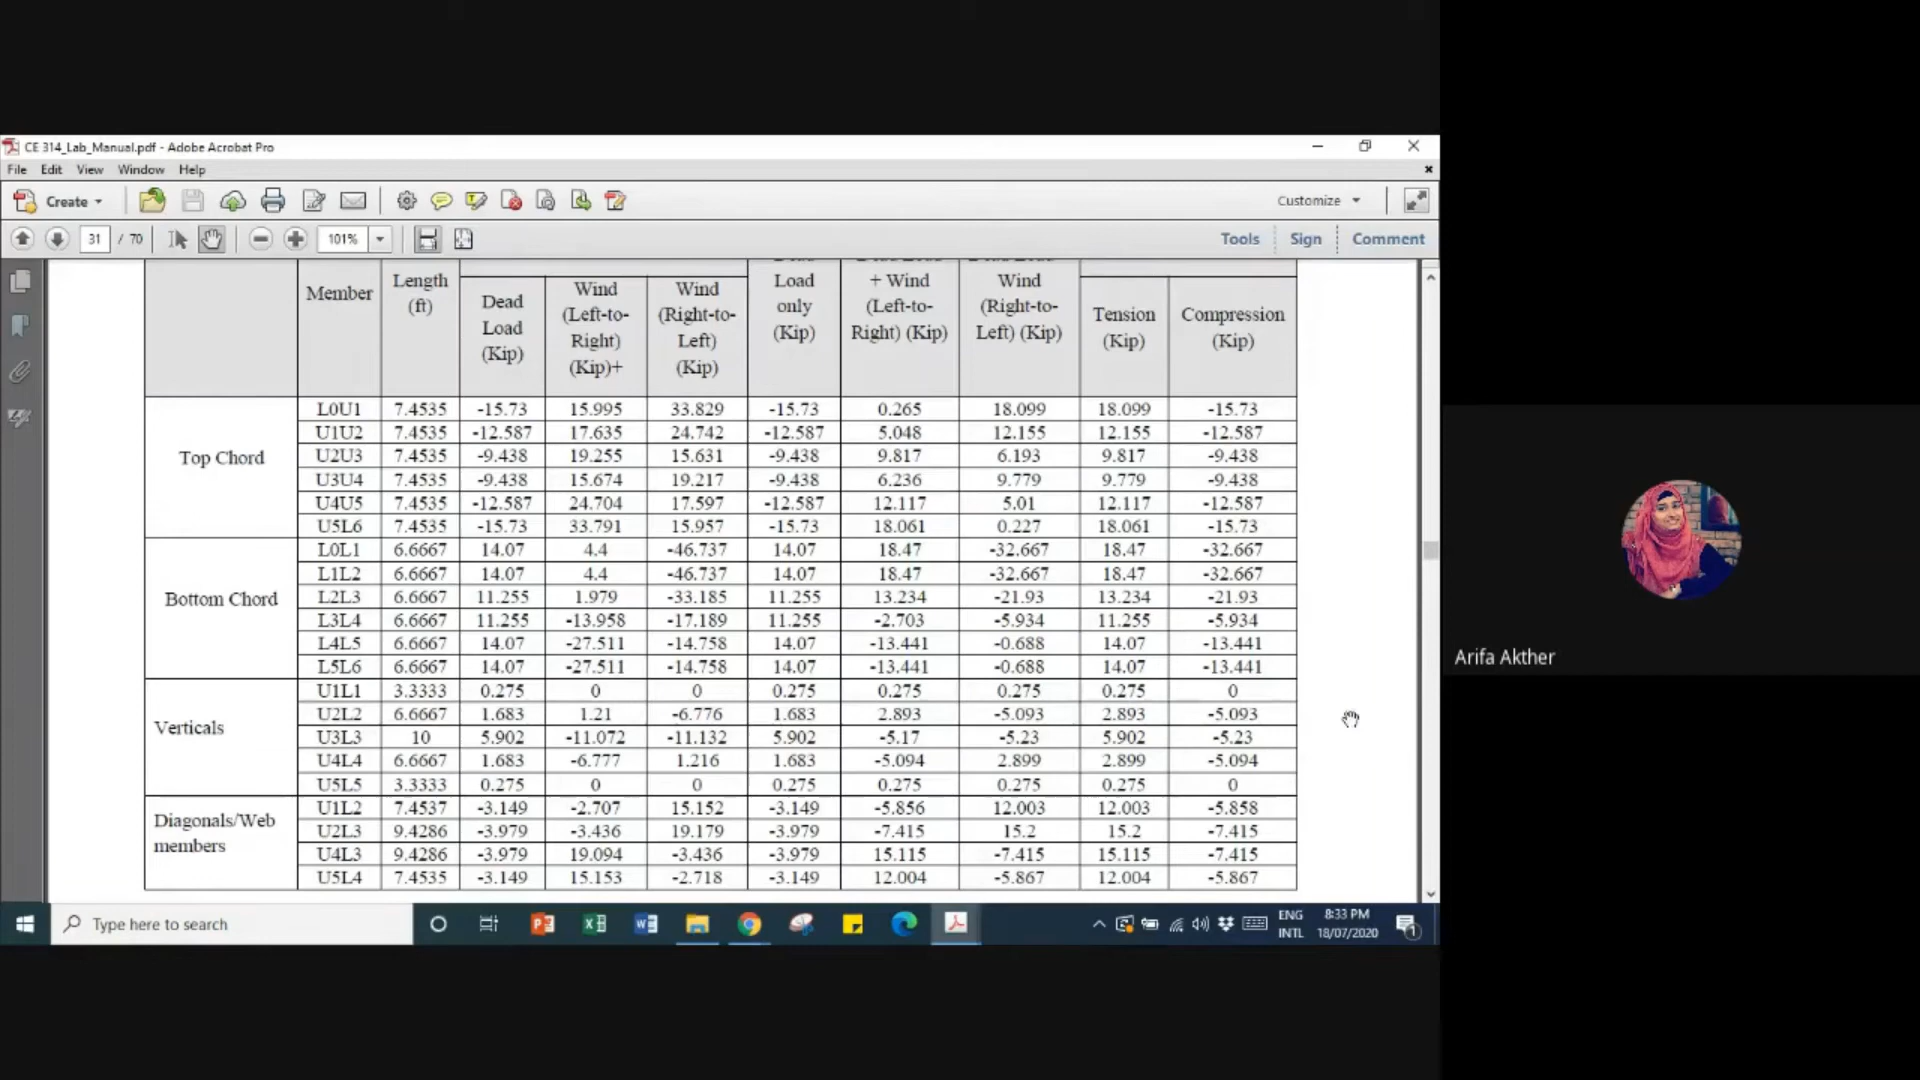 CE 314_Lab_Manual.pdf - Adobe Acrobat Pro
File Edit View Window Help
Create
Customize
31 / 70 101% Tools Sign Comment
Member Length (ft) Dead Load (Kip) Wind (Left-to-Right) (Kip)+ Wind (Right-to-Left) (Kip) Load only (Kip) + Wind (Left-to-Right) (Kip) Wind (Right-to-Left) (Kip) Tension (Kip) Compression (Kip)
Top Chord
L0U1 7.4535 -15.73 15.995 33.829 -15.73 0.265 18.099 18.099 -15.73
U1U2 7.4535 -12.587 17.635 24.742 -12.587 5.048 12.155 12.155 -12.587
U2U3 7.4535 -9.438 19.255 15.631 -9.438 9.817 6.193 9.817 -9.438
U3U4 7.4535 -9.438 15.674 19.217 -9.438 6.236 9.779 9.779 -9.438
U4U5 7.4535 -12.587 24.704 17.597 -12.587 12.117 5.01 12.117 -12.587
U5L6 7.4535 -15.73 33.791 15.957 -15.73 18.061 0.227 18.061 -15.73
Bottom Chord
L0L1 6.6667 14.07 4.4 -46.737 14.07 18.47 -32.667 18.47 -32.667
L1L2 6.6667 14.07 4.4 -46.737 14.07 18.47 -32.667 18.47 -32.667
L2L3 6.6667 11.255 1.979 -33.185 11.255 13.234 -21.93 13.234 -21.93
L3L4 6.6667 11.255 -13.958 -17.189 11.255 -2.703 -5.934 11.255 -5.934
L4L5 6.6667 14.07 -27.511 -14.758 14.07 -13.441 -0.688 14.07 -13.441
L5L6 6.6667 14.07 -27.511 -14.758 14.07 -13.441 -0.688 14.07 -13.441
Verticals
U1L1 3.3333 0.275 0 0 0.275 0.275 0.275 0.275 0
U2L2 6.6667 1.683 1.21 -6.776 1.683 2.893 -5.093 2.893 -5.093
U3L3 10 5.902 -11.072 -11.132 5.902 -5.17 -5.23 5.902 -5.23
U4L4 6.6667 1.683 -6.777 1.216 1.683 -5.094 2.899 2.899 -5.094
U5L5 3.3333 0.275 0 0 0.275 0.275 0.275 0.275 0
Diagonals/Web members
U1L2 7.4537 -3.149 -2.707 15.152 -3.149 -5.856 12.003 12.003 -5.858
U2L3 9.4286 -3.979 -3.436 19.179 -3.979 -7.415 15.2 15.2 -7.415
U4L3 9.4286 -3.979 19.094 -3.436 -3.979 15.115 -7.415 15.115 -7.415
U5L4 7.4535 -3.149 15.153 -2.718 -3.149 12.004 -5.867 12.004 -5.867
Arifa Akther
Type here to search
ENG
INTL
8:33 PM
18/07/2020
1